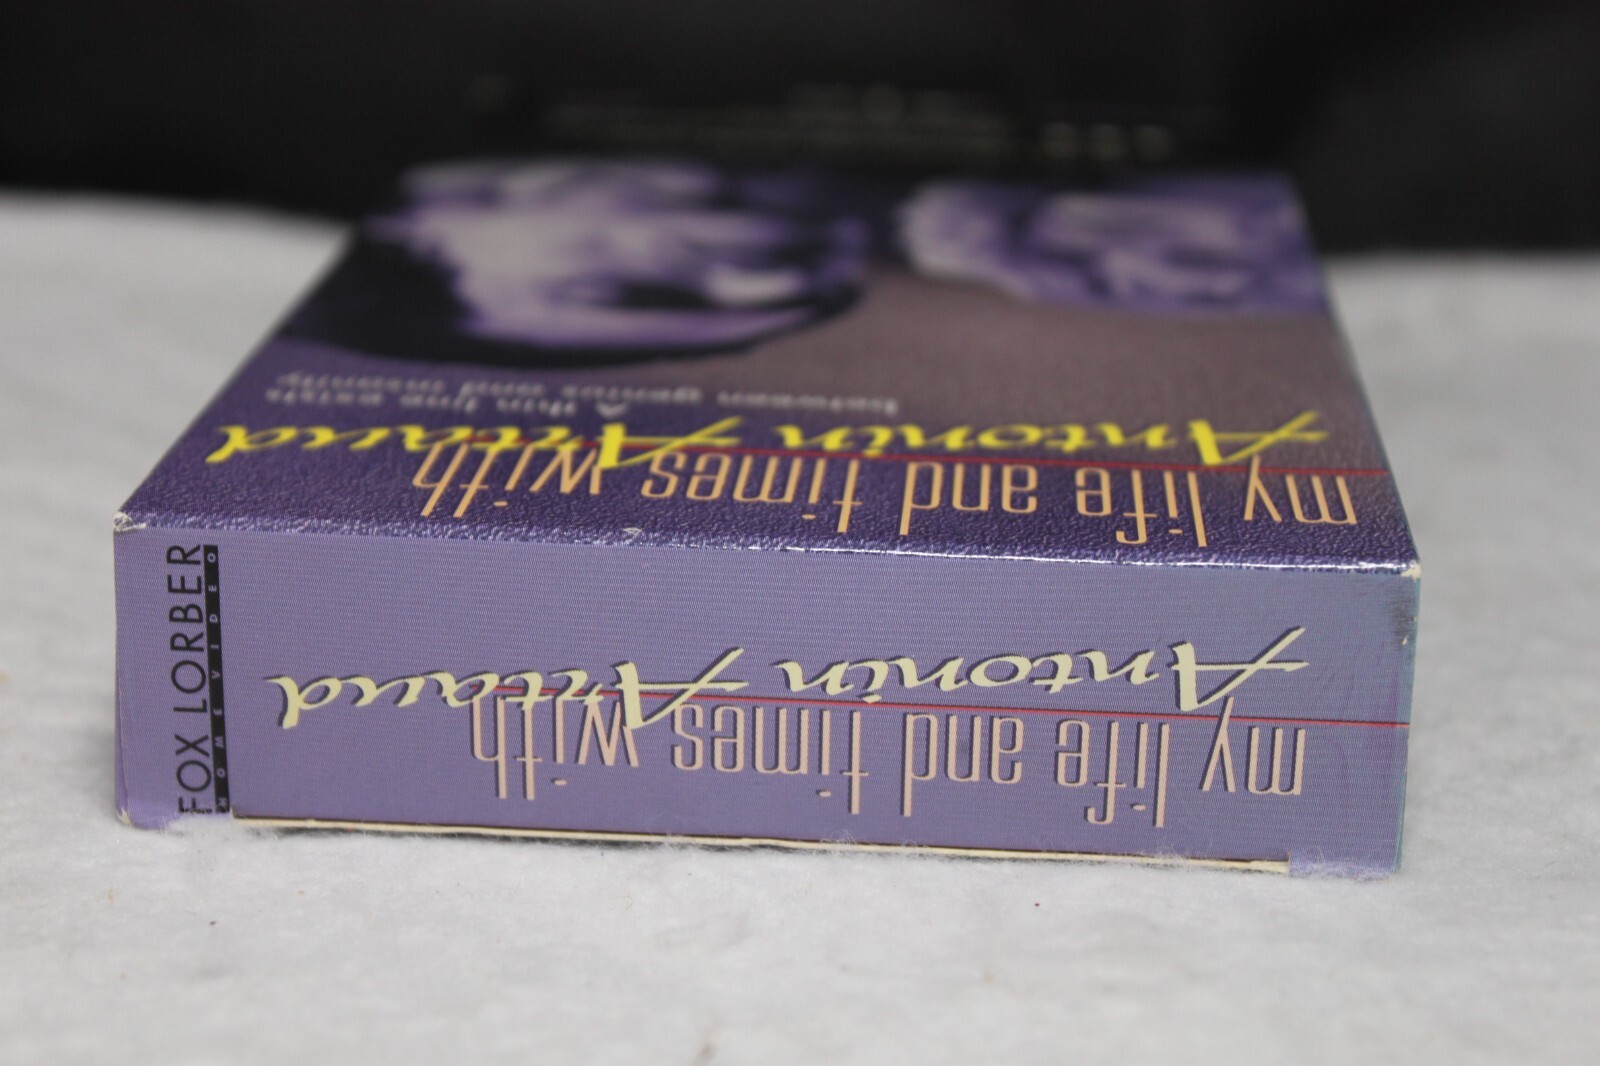 my life and times with
Antonin Artaud
A thin line exists
between genius and insanity
my life and times with
Antonin Artaud
FOX LORBER
HOME VIDEO